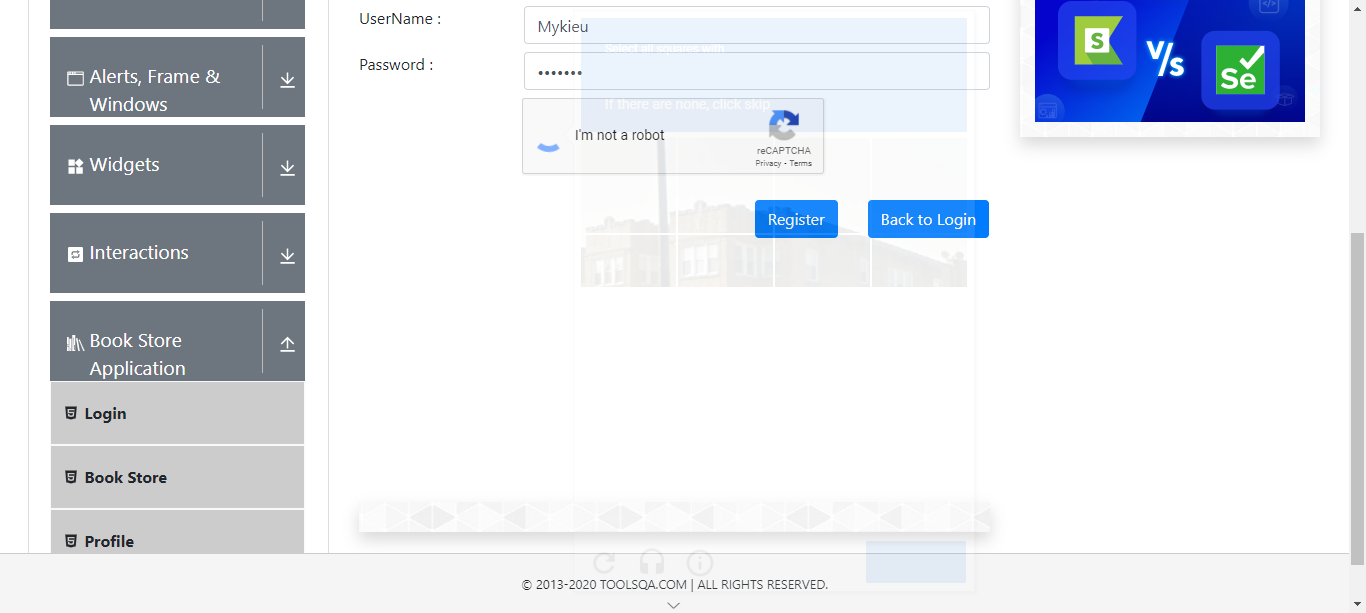 UserName :
Mykieu
Password :
•••••••
Select all squares with
If there are none, click skip
I'm not a robot
reCAPTCHA
Privacy - Terms
Register
Back to Login
Alerts, Frame &
Windows
Widgets
Interactions
Book Store
Application
Login
Book Store
Profile
S
V/s
Se
© 2013-2020 TOOLSQA.COM | ALL RIGHTS RESERVED.